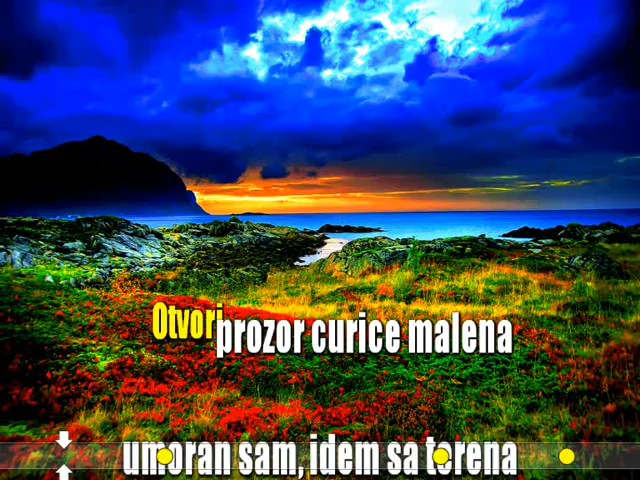 Otvori prozor curice malena
umoran sam, idem sa terena